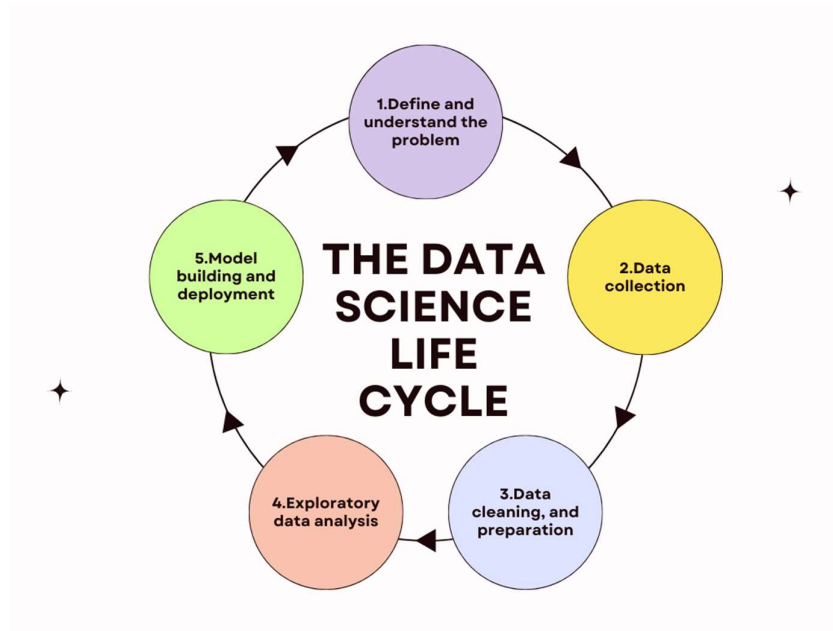 1.Define and
understand the
problem
2.Data
collection
3.Data
cleaning, and
preparation
4.Exploratory
data analysis
5.Model
building and
deployment
THE DATA
SCIENCE
LIFE
CYCLE